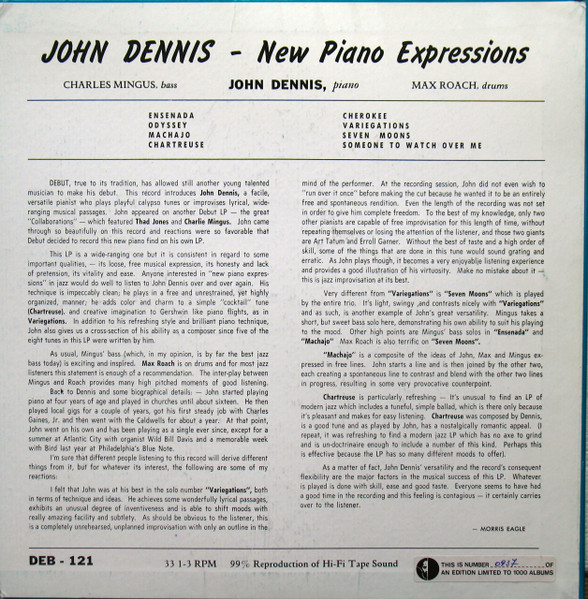 JOHN DENNIS - New Piano Expressions
CHARLES MINGUS, bass JOHN DENNIS, piano MAX ROACH, drums
ENSENADA
ODYSSEY
MACHAJO
CHARTREUSE
CHEROKEE
VARIEGATIONS
SEVEN MOONS
SOMEONE TO WATCH OVER ME
DEBUT, true to its tradition, has allowed still another young talented
musician to make his debut. This record introduces John Dennis, a facile,
versatile pianist who plays playful calypso tunes or improvises lyrical, wide-
ranging musical passages. John appeared on another Debut LP — the great
"Collaborations" — which featured Thad Jones and Charlie Mingus. John came
through so beautifully on this record and reactions were so favorable that
Debut decided to record this new piano find on his own LP.
This LP is a wide-ranging one but it is consistent in regard to some
important qualities, — its loose, free musical expression, its honesty and lack
of pretension, its vitality and ease. Anyone interested in "new piano expres-
sions" in jazz would do well to listen to John Dennis over and over again. His
technique is impeccably clean; he plays in a free and unrestrained, yet highly
organized, manner; he adds color and charm to a simple "cocktail" tune
(Chartreuse), and creative imagination to Gershwin like piano flights, as in
Variegations. In addition to his refreshing style and brilliant piano technique,
John also gives us a cross-section of his ability as a composer since five of the
eight tunes in this LP were written by him.
As usual, Mingus' bass (which, in my opinion, is by far the best jazz
bass today) is exciting and inspired. Max Roach is on drums and for most jazz
listeners this statement is enough of a recommendation. The inter-play between
Mingus and Roach provides many high pitched moments of good listening.
Back to Dennis and some biographical details: — John started playing
piano at four years of age and played in churches until about sixteen. He then
played local gigs for a couple of years, got his first steady job with Charles
Gaines, Jr. and then went with the Caldwells for about a year. At that point,
John went on his own and has been playing as a single ever since, except for a
summer at Atlantic City with organist Wild Bill Davis and a memorable week
with Bird last year at Philadelphia's Blue Note.
I'm sure that different people listening to this record will derive different
things from it, but for whatever its interest, the following are some of my
reactions:
I felt that John was at his best in the solo number "Variegations", both
in terms of technique and ideas. He achieves some wonderfully lyrical passages,
exhibits an unusual degree of inventiveness and is able to shift moods with
really amazing facility and subtlety. As should be obvious to the listener, this
is a completely unrehearsed, unplanned improvisation with only an outline in the
mind of the performer. At the recording session, John did not even wish to
"run over it once" before making the cut because he wanted it to be an entirely
free and spontaneous rendition. Even the length of the recording was not set
in order to give him complete freedom. To the best of my knowledge, only two
other pianists are capable of free improvisation for this length of time, without
repeating themselves or losing the attention of the listener, and those two giants
are Art Tatum and Erroll Garner. Without the best of taste and a high order of
skill, some of the things that are done in this tune would sound grating and
erratic. As John plays though, it becomes a very enjoyable listening experience
and provides a good illustration of his virtuosity. Make no mistake about it —
this is jazz improvisation at its best.
Very different from "Variegations" is "Seven Moons" which is played
by the entire trio. It's light, swingy ,and contrasts nicely with "Variegations"
and as such, is another example of John's great versatility. Mingus takes a
short, but sweet bass solo here, demonstrating his own ability to suit his playing
to the mood. Other high points are Mingus' bass solos in "Ensenada" and
"Machajo" Max Roach is also terrific on "Seven Moons".
"Machajo" is a composite of the ideas of John, Max and Mingus ex-
pressed in free lines. John starts a line and is then joined by the other two,
each creating a spontaneous line to contrast and blend with the other two lines
in progress, resulting in some very provocative counterpoint.
Chartreuse is particularly refreshing – It's unusual to find an LP of
modern jazz which includes a tuneful, simple ballad, which is there only because
it's pleasant and makes for easy listening. Chartreuse was composed by Dennis,
is a good tune and as played by John, has a nostalgically romantic appeal. (I
repeat, it was refreshing to find a modern jazz LP which has no axe to grind
and is un-doctrinaire enough to include a number of this kind. Perhaps this
is effective because the LP has so many different moods to offer).
As a matter of fact, John Dennis' versatility and the record's consequent
flexibility are the major factors in the musical success of this LP. Whatever
is played is done with skill, ease and good taste. Everyone seems to have had
a good time in the recording and this feeling is contagious – it certainly carries
over to the listener.
— MORRIS EAGLE
DEB - 121 33 1-3 RPM 99% Reproduction of Hi-Fi Tape Sound
THIS IS NUMBER 0937 OF
AN EDITION LIMITED TO 1000 ALBUMS